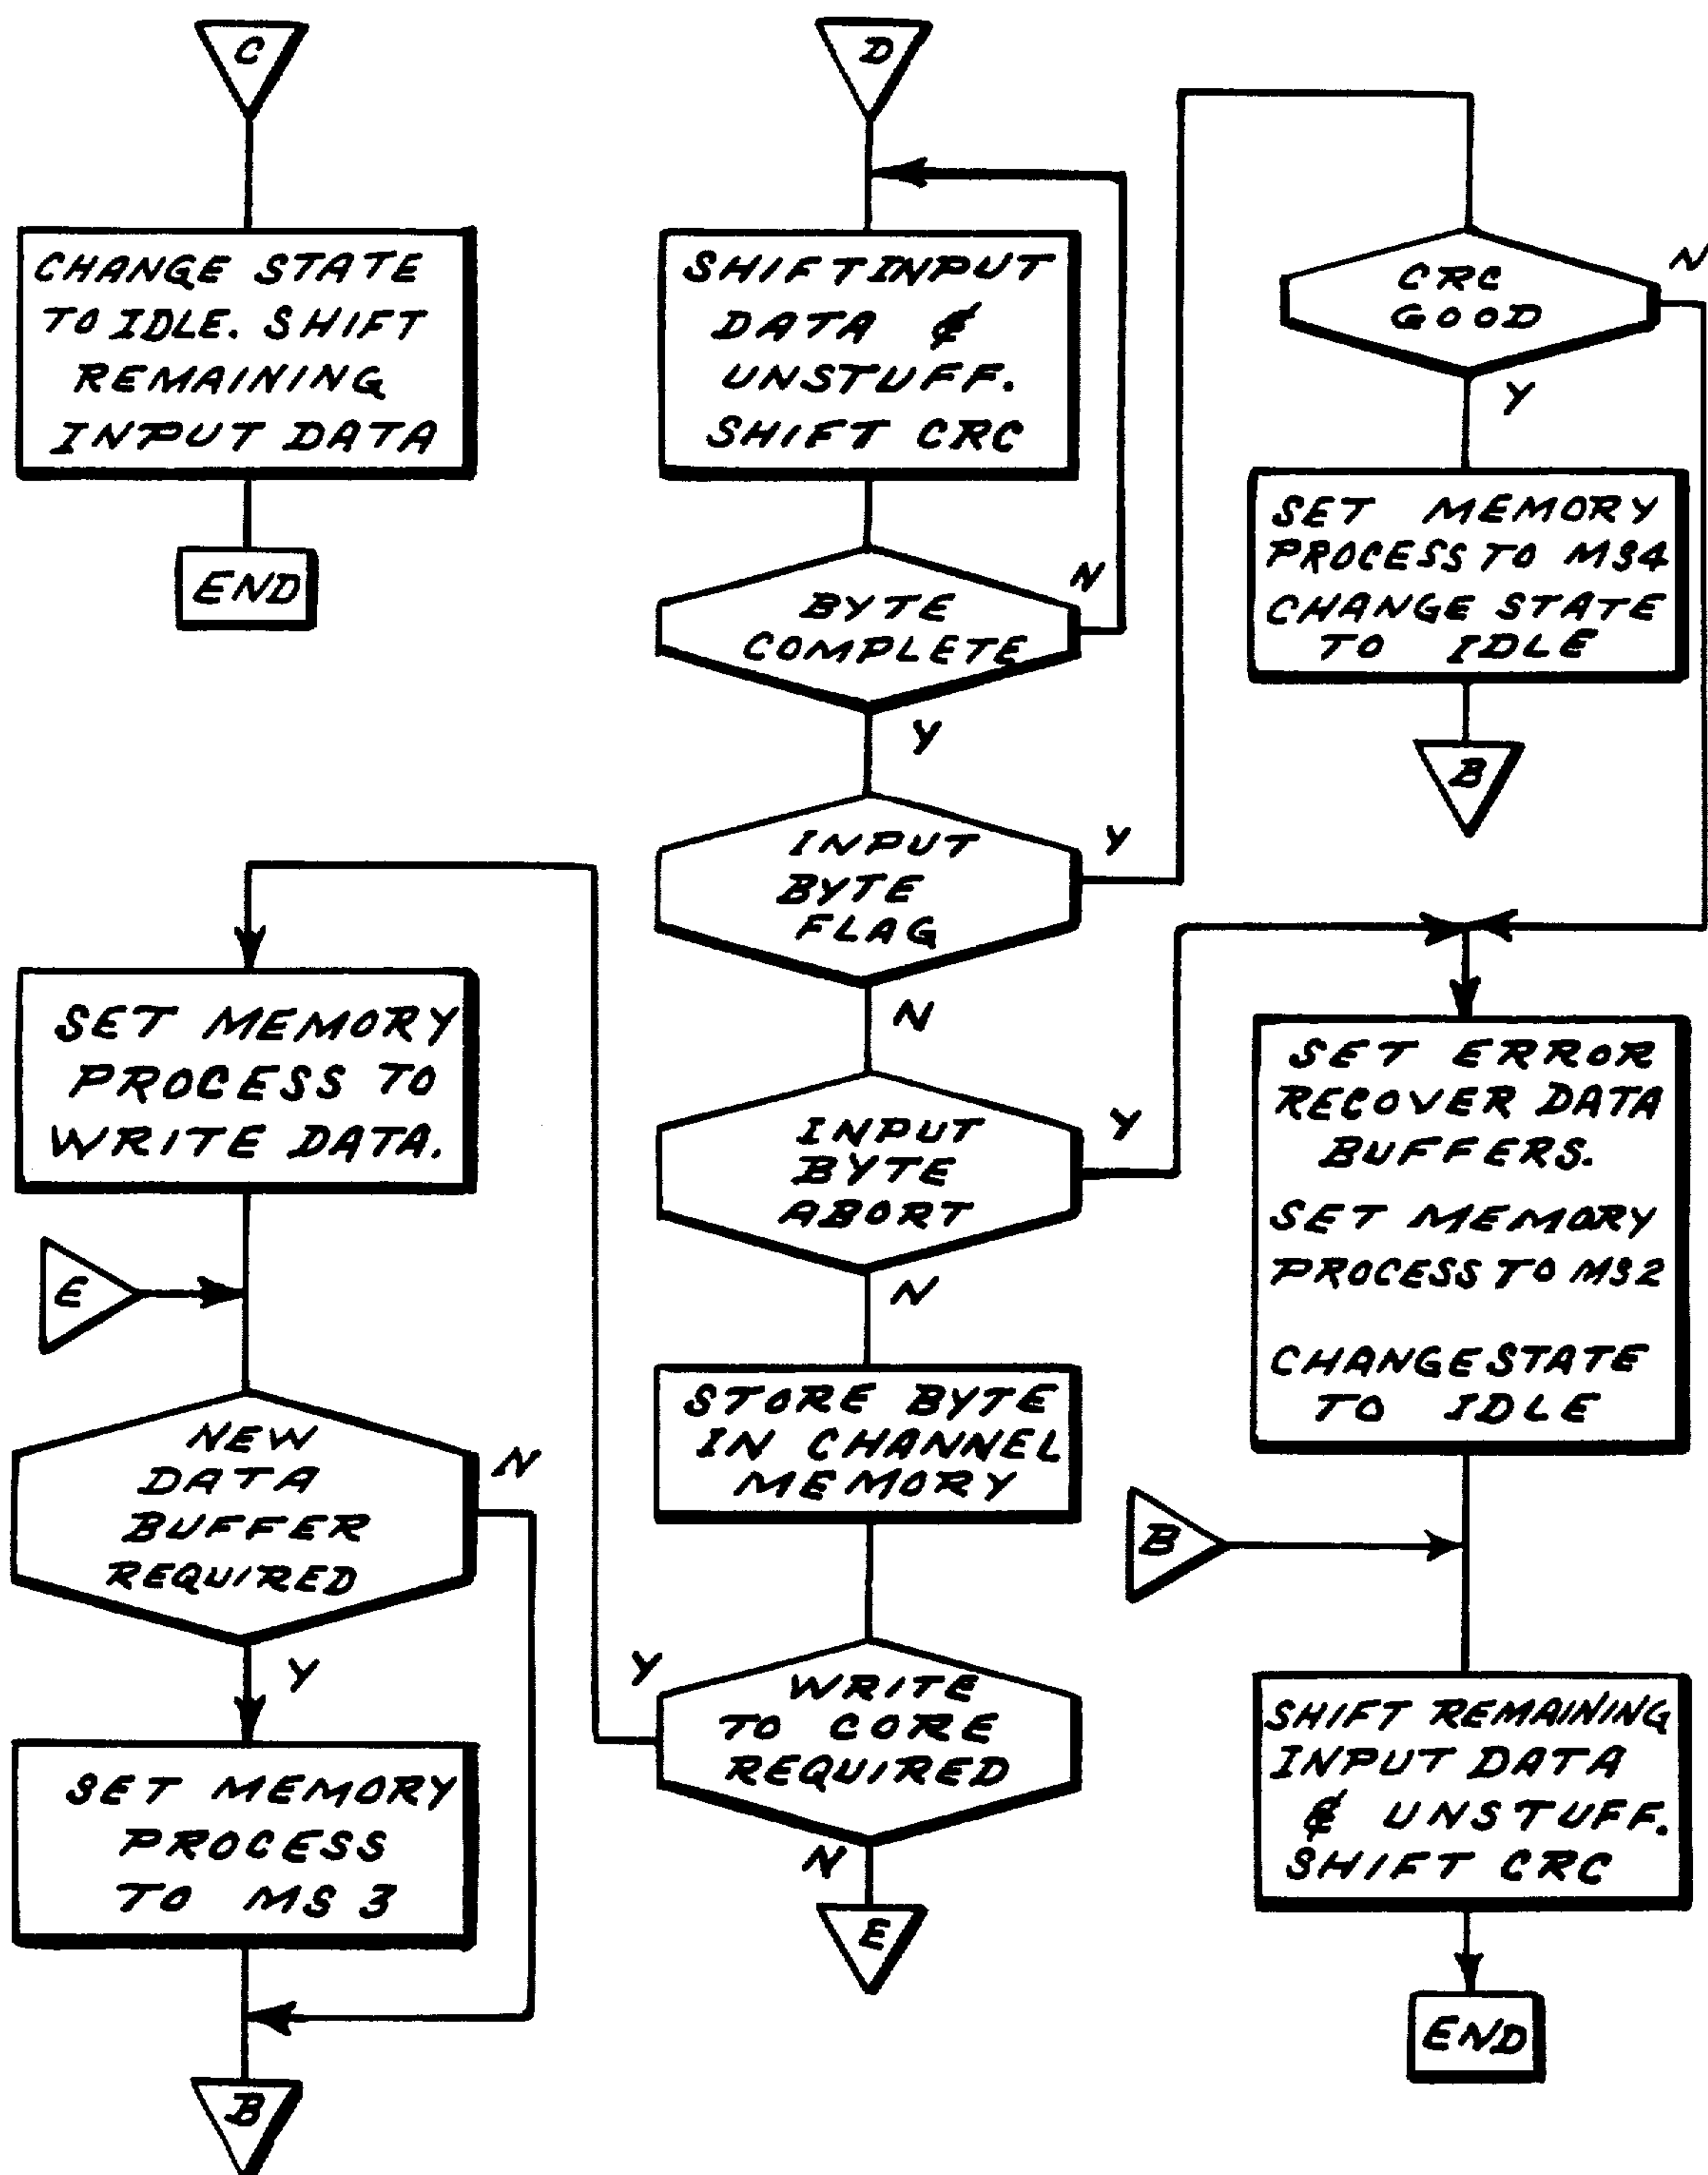 C
CHANGE STATE
TO IDLE. SHIFT
REMAINING
INPUT DATA
END
SET MEMORY
PROCESS TO
WRITE DATA.
E
NEW
DATA
BUFFER
REQUIRED
N
Y
SET MEMORY
PROCESS
TO MS 3
B
D
SHIFT INPUT
DATA &
UNSTUFF.
SHIFT CRC
BYTE
COMPLETE
N
Y
INPUT
BYTE
FLAG
Y
N
INPUT
BYTE
ABORT
Y
N
STORE BYTE
IN CHANNEL
MEMORY
WRITE
TO CORE
REQUIRED
Y
N
E
CRC
GOOD
N
Y
SET MEMORY
PROCESS TO MS4
CHANGE STATE
TO IDLE
B
SET ERROR
RECOVER DATA
BUFFERS.
SET MEMORY
PROCESS TO MS2
CHANGE STATE
TO IDLE
B
SHIFT REMAINING
INPUT DATA
& UNSTUFF.
SHIFT CRC
END